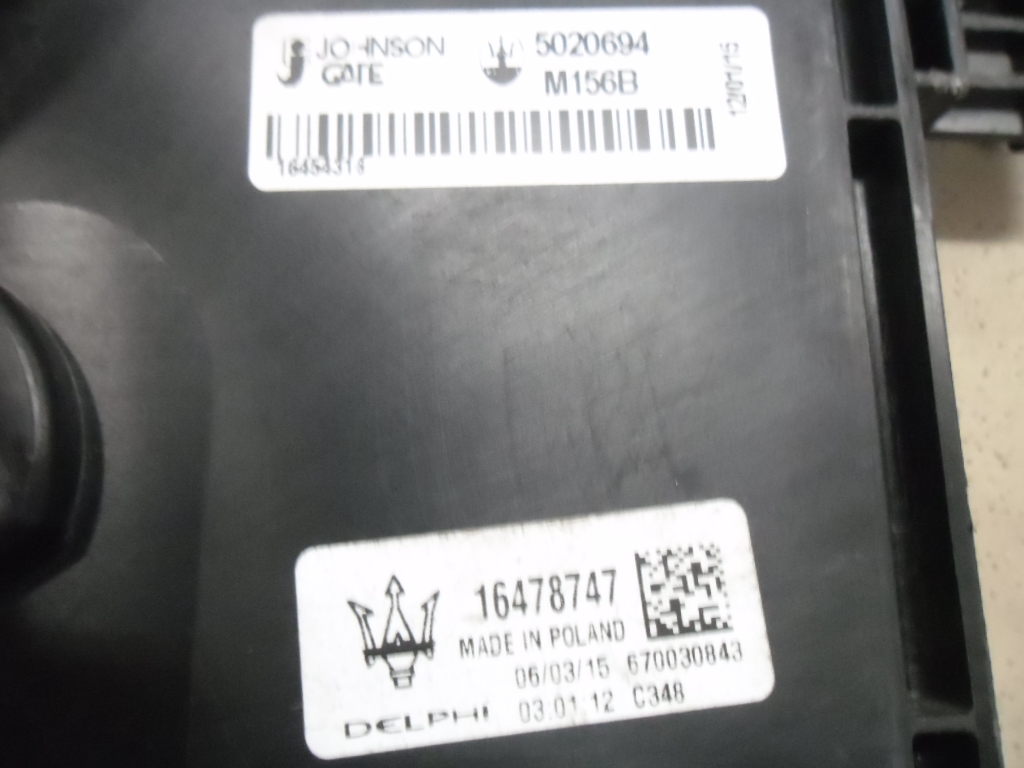 JOHNSON
GATE
5020694
M156B
12/01/15
16454318
16478747
MADE IN POLAND
06/03/15 670030843
DELPHI 03:01:12 C348